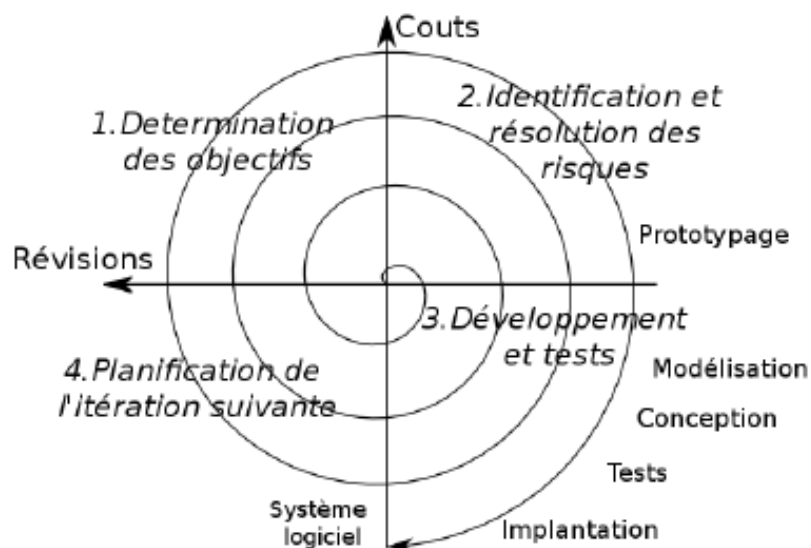 Couts
1.Determination
des objectifs
2.Identification et
résolution des
risques
Prototypage
Révisions
3.Développement
et tests
4.Planification de
l'itération suivante
Modélisation
Conception
Tests
Système
logiciel
Implantation